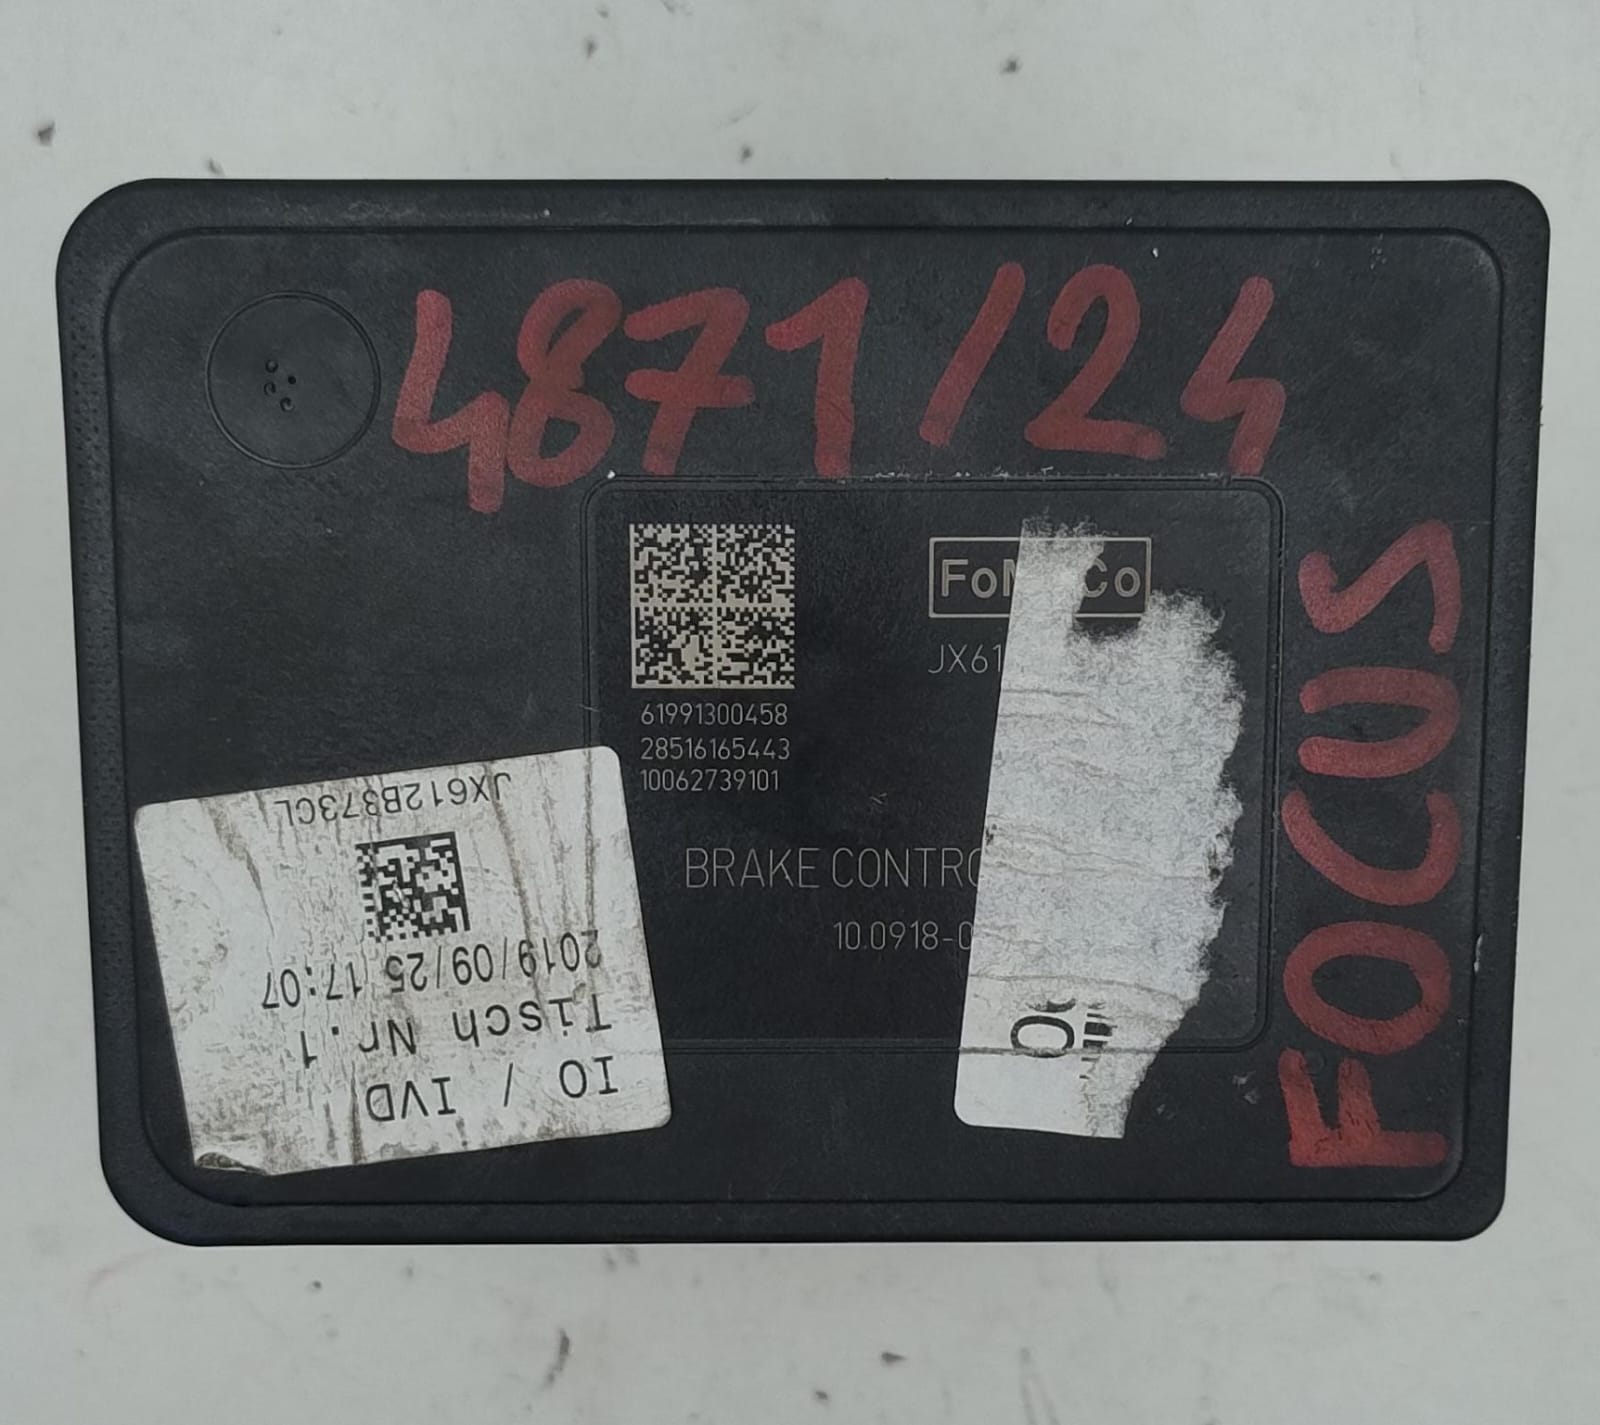 4871/24
FOCUS
FoMoCo
JX61
61991300458
28516165443
10062739101
BRAKE CONTRO
10.0918-0
IO / IVD
Tisch Nr.1
2019/09/25 17:07
JX612B373CL